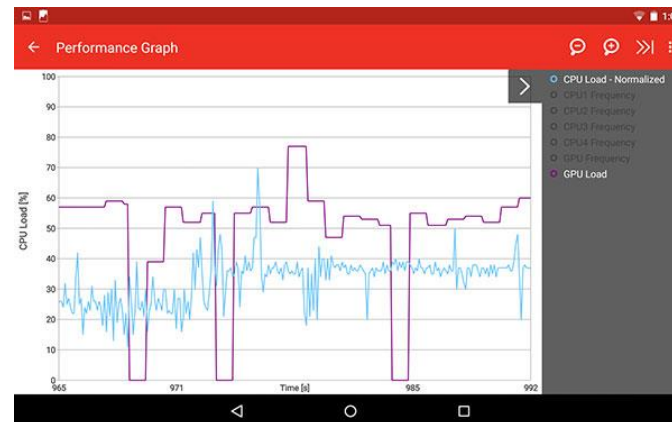 Performance Graph
CPU Load - Normalized
CPU1 Frequency
CPU2 Frequency
CPU3 Frequency
CPU4 Frequency
GPU Frequency
GPU Load
CPU Load [%]
100
90
80
70
60
50
40
30
20
10
0
965
971
Time [s]
985
992